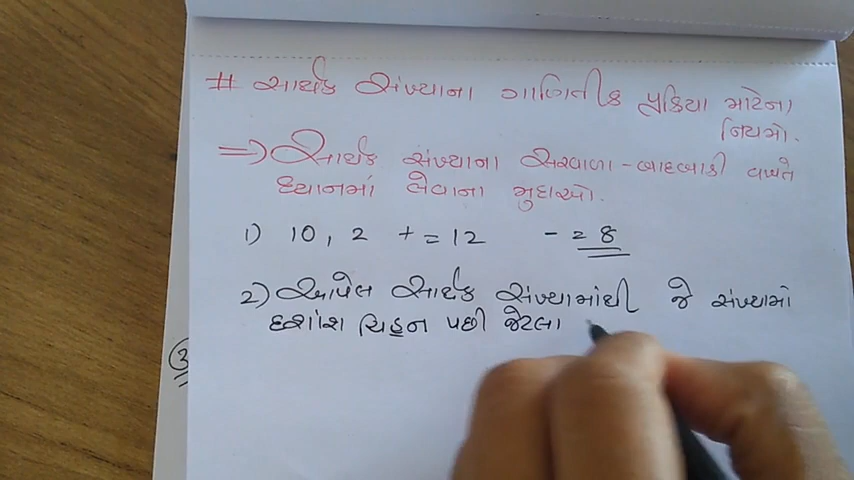 # સાર્થક સંખ્યાના ગાણિતીક પ્રક્રિયા માટેના
નિયમો.
=> સાર્થક સંખ્યાના સરવાળા - બાદબાકી વખતે
ધ્યાનમાં લેવાના મુદાઓ.
1) 10, 2 + = 12 - = 8
2) આપેલ સાર્થક સંખ્યામાંથી જે સંખ્યામાં
દશાંશ ચિહ્ન પછી જેટલા
3